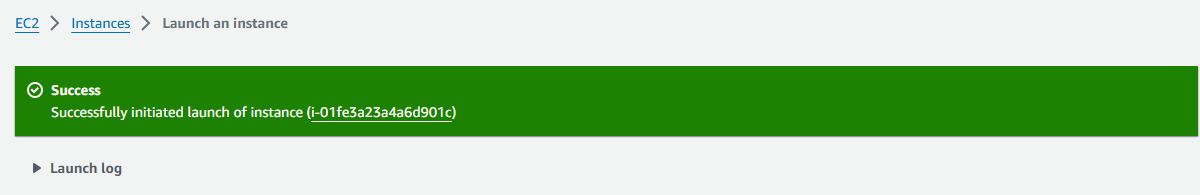 EC2 Instances Launch an instance
Success
Successfully initiated launch of instance (i-01fe3a23a4a6d901c)
Launch log